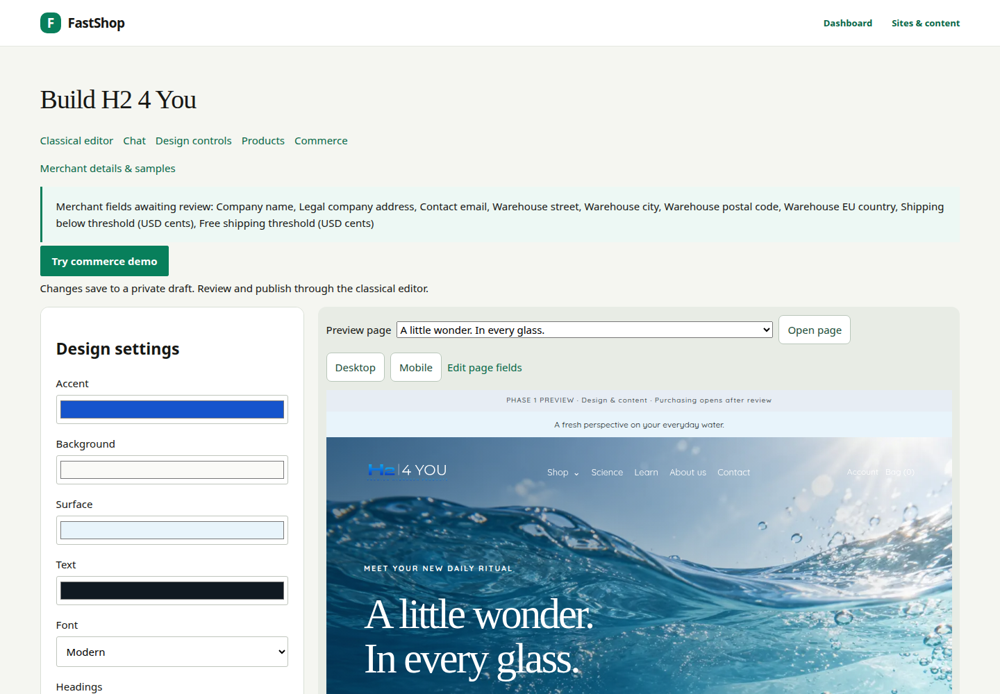 F FastShop
Dashboard Sites & content
Build H2 4 You
Classical editor Chat Design controls Products Commerce
Merchant details & samples
Merchant fields awaiting review: Company name, Legal company address, Contact email, Warehouse street, Warehouse city, Warehouse postal code, Warehouse EU country, Shipping
below threshold (USD cents), Free shipping threshold (USD cents)
Try commerce demo
Changes save to a private draft. Review and publish through the classical editor.
Design settings
Accent
Background
Surface
Text
Font
Modern
Headings
Preview page A little wonder. In every glass. Open page
Desktop Mobile Edit page fields
PHASE 1 PREVIEW · Design & content · Purchasing opens after review
A fresh perspective on your everyday water.
H2 4 YOU
Shop Science Learn About us Contact
Account Bag (0)
MEET YOUR NEW DAILY RITUAL
A little wonder.
In every glass.